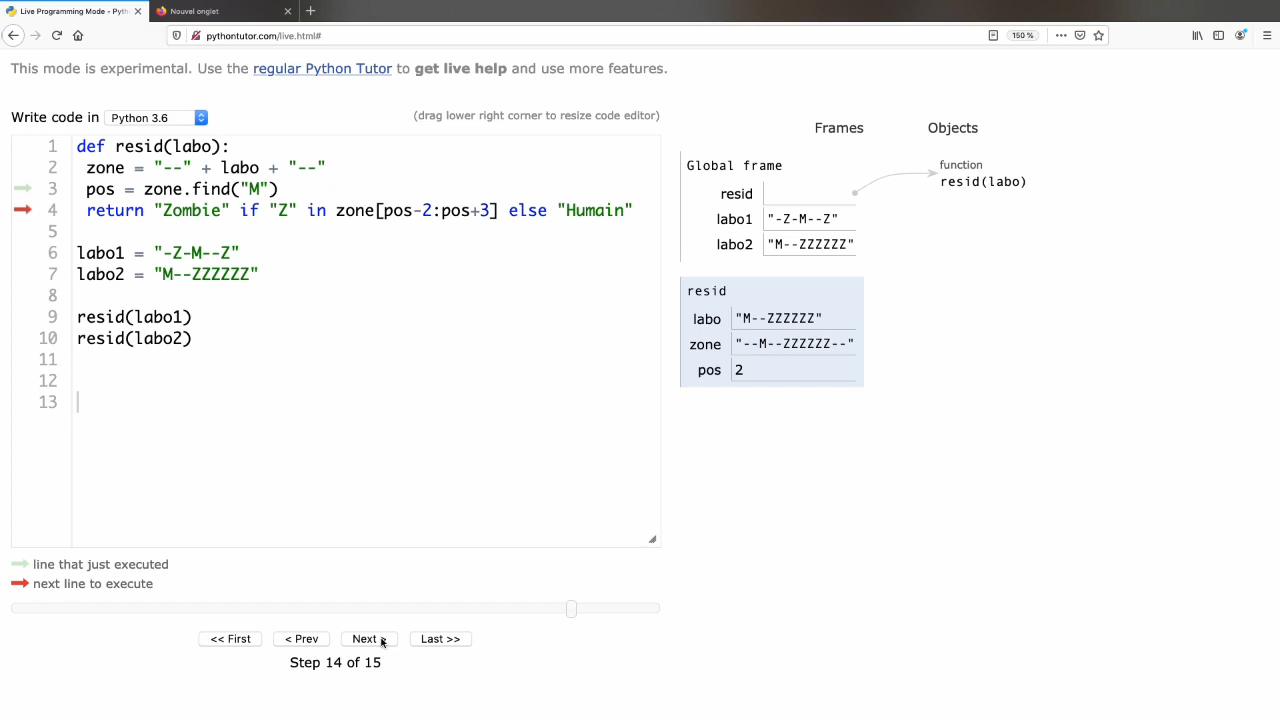 Live Programming Mode - Pyth
Nouvel onglet
pythontutor.com/live.html#
150 %
This mode is experimental. Use the regular Python Tutor to get live help and use more features.
Write code in Python 3.6
(drag lower right corner to resize code editor)
1 def resid(labo):
2 zone = "--" + labo + "--"
3 pos = zone.find("M")
4 return "Zombie" if "Z" in zone[pos-2:pos+3] else "Humain"
5
6 labo1 = "-Z-M--Z"
7 labo2 = "M--ZZZZZZ"
8
9 resid(labo1)
10 resid(labo2)
11
12
13
line that just executed
next line to execute
<< First
< Prev
Next >
Last >>
Step 14 of 15
Frames
Objects
Global frame
resid
labo1 "-Z-M--Z"
labo2 "M--ZZZZZZ"
function
resid(labo)
resid
labo "M--ZZZZZZ"
zone "--M--ZZZZZZ--"
pos 2